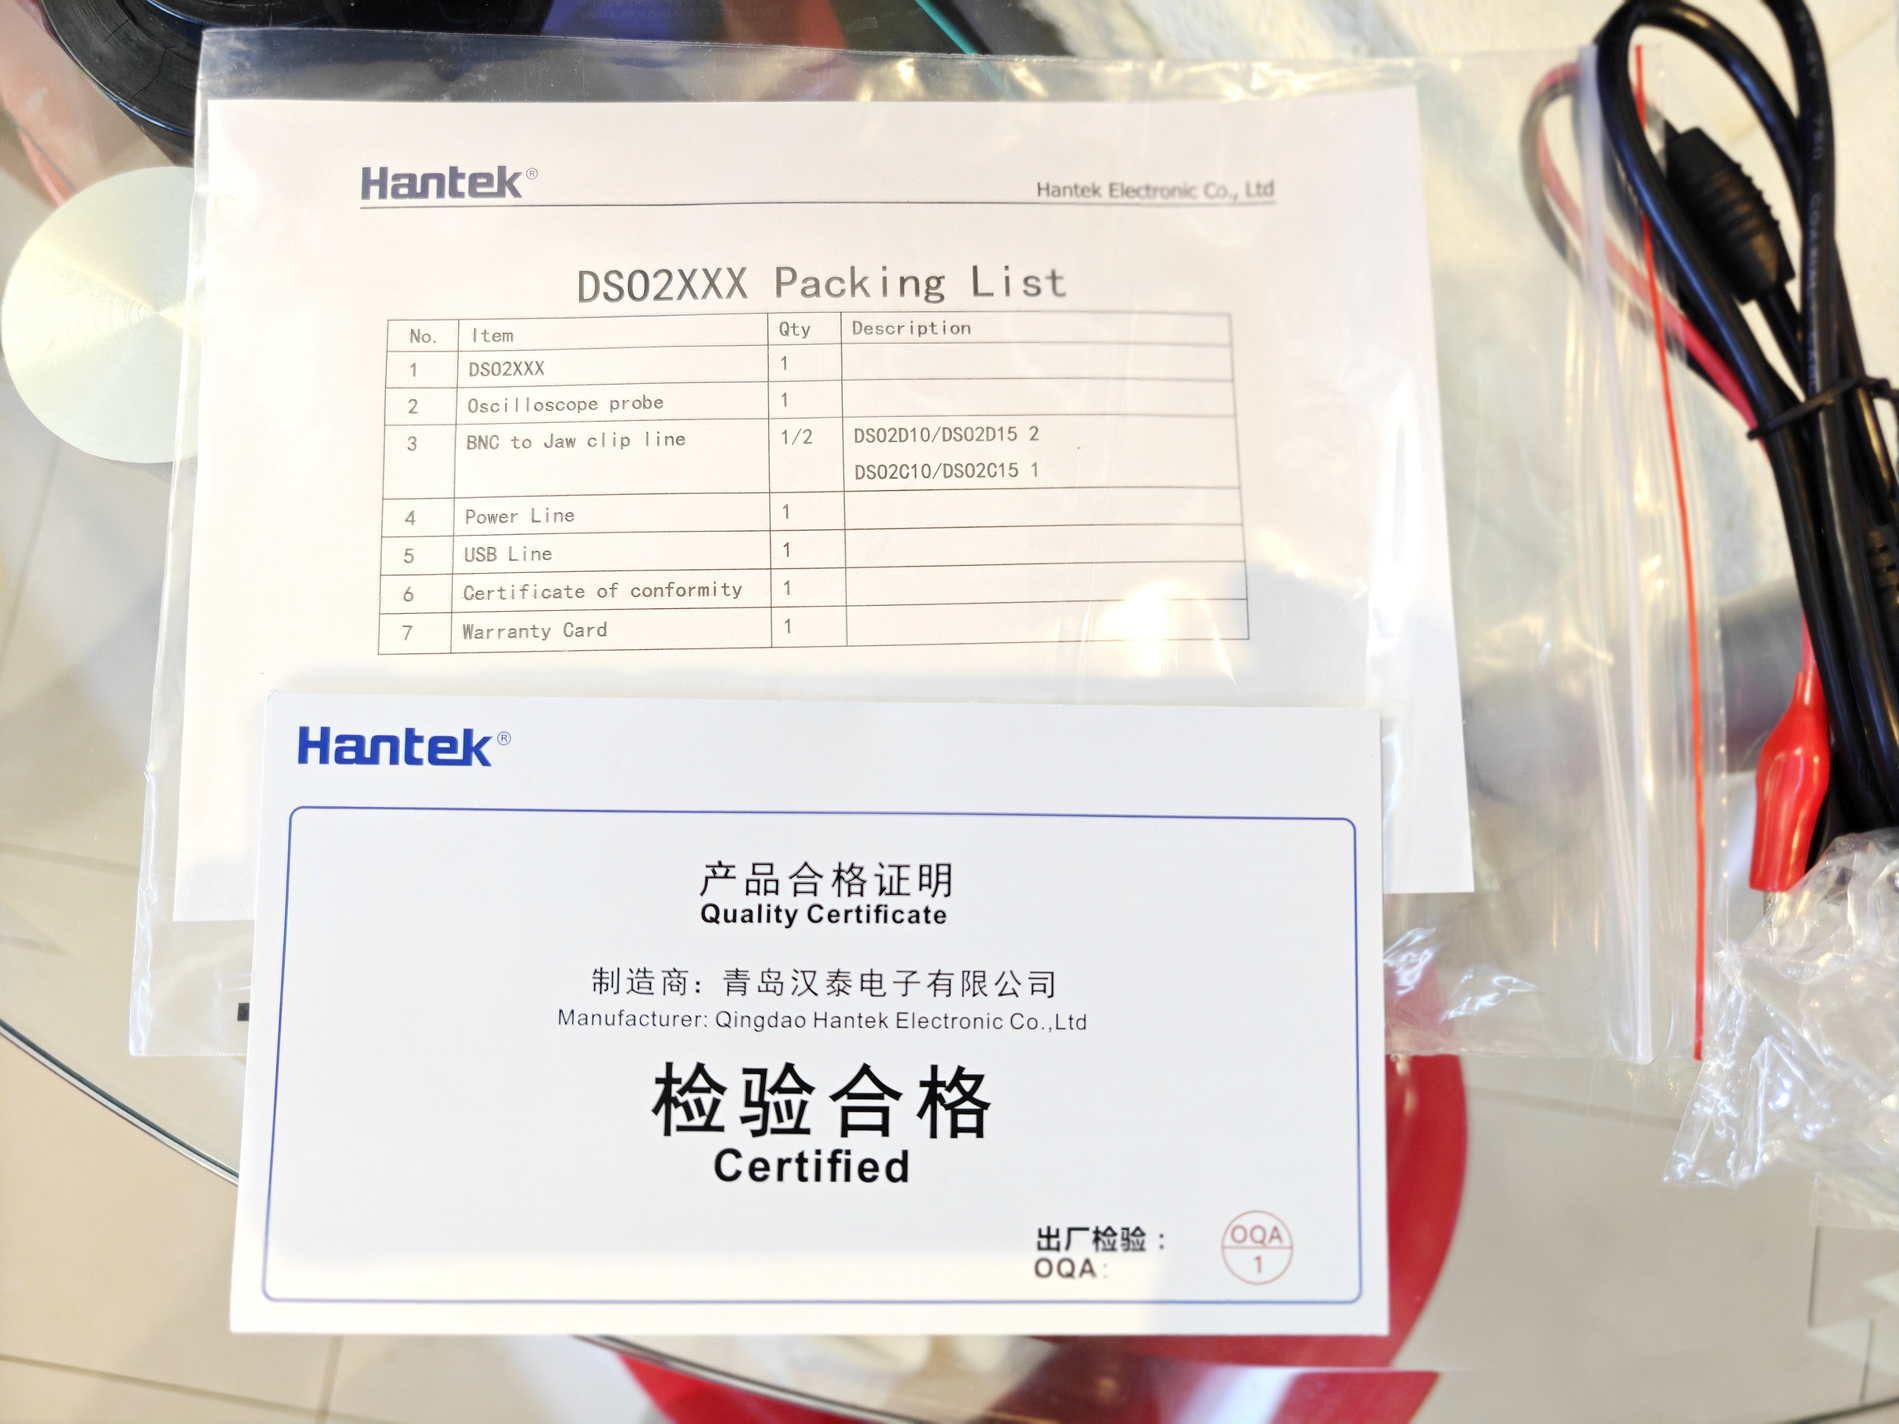 Hantek®
Hantek Electronic Co., Ltd
DSO2XXX Packing List
No. Item Qty Description
1 DSO2XXX 1
2 Oscilloscope probe 1
3 BNC to Jaw clip line 1/2 DSO2D10/DSO2D15 2
DSO2C10/DSO2C15 1
4 Power Line 1
5 USB Line 1
6 Certificate of conformity 1
7 Warranty Card 1
Hantek®
产品合格证明
Quality Certificate
制造商: 青岛汉泰电子有限公司
Manufacturer: Qingdao Hantek Electronic Co.,Ltd
检验合格
Certified
出厂检验:
OQA:
OQA
1